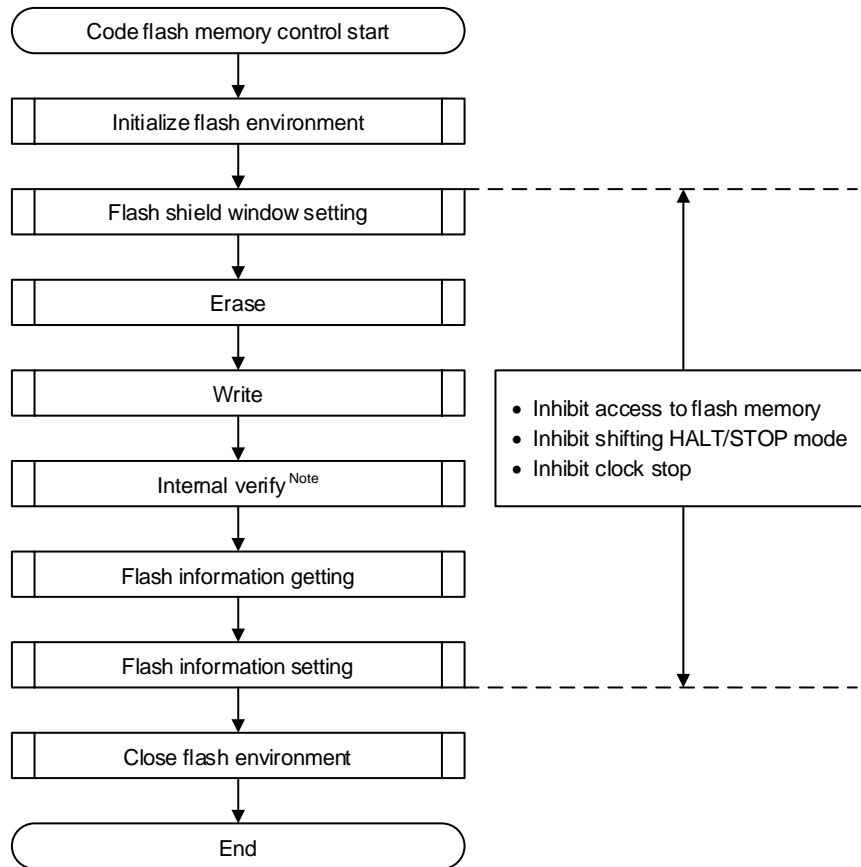 Code flash memory control start
Initialize flash environment
Flash shield window setting
Erase
Write
Internal verify Note
Flash information getting
Flash information setting
Close flash environment
End
• Inhibit access to flash memory
• Inhibit shifting HALT/STOP mode
• Inhibit clock stop